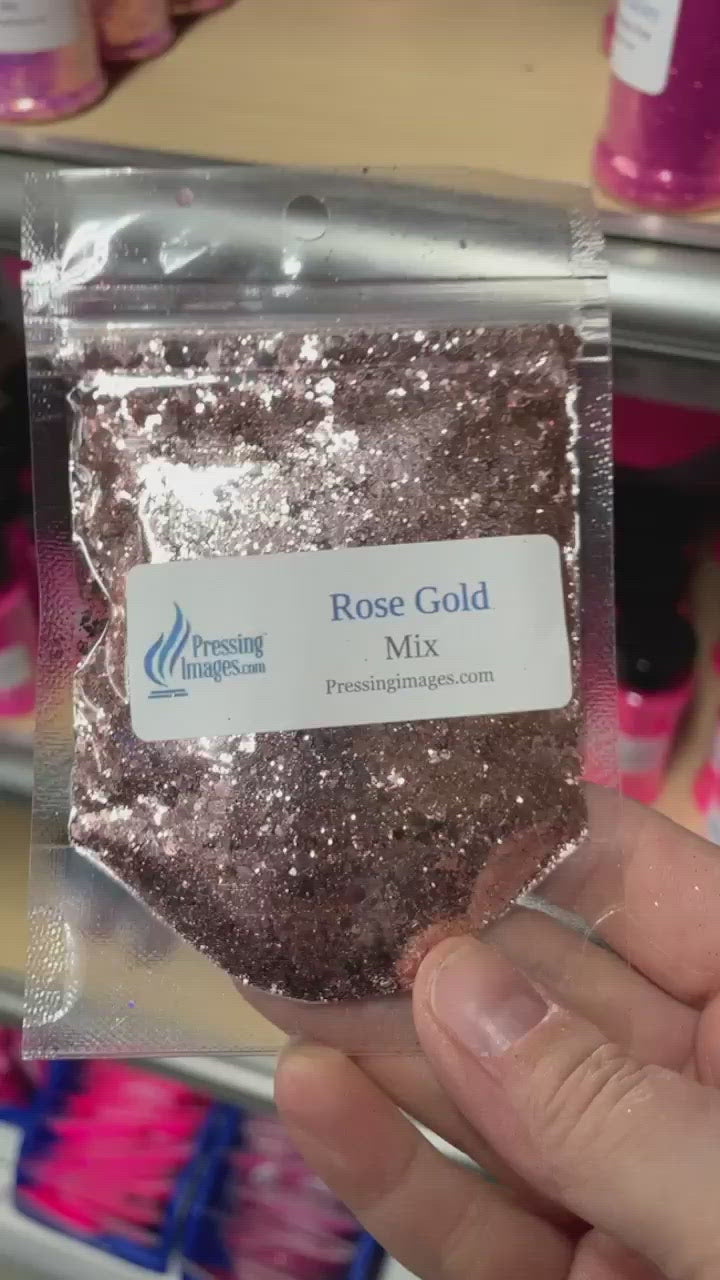 Pressing
Images.com
Rose Gold
Mix
Pressingimages.com